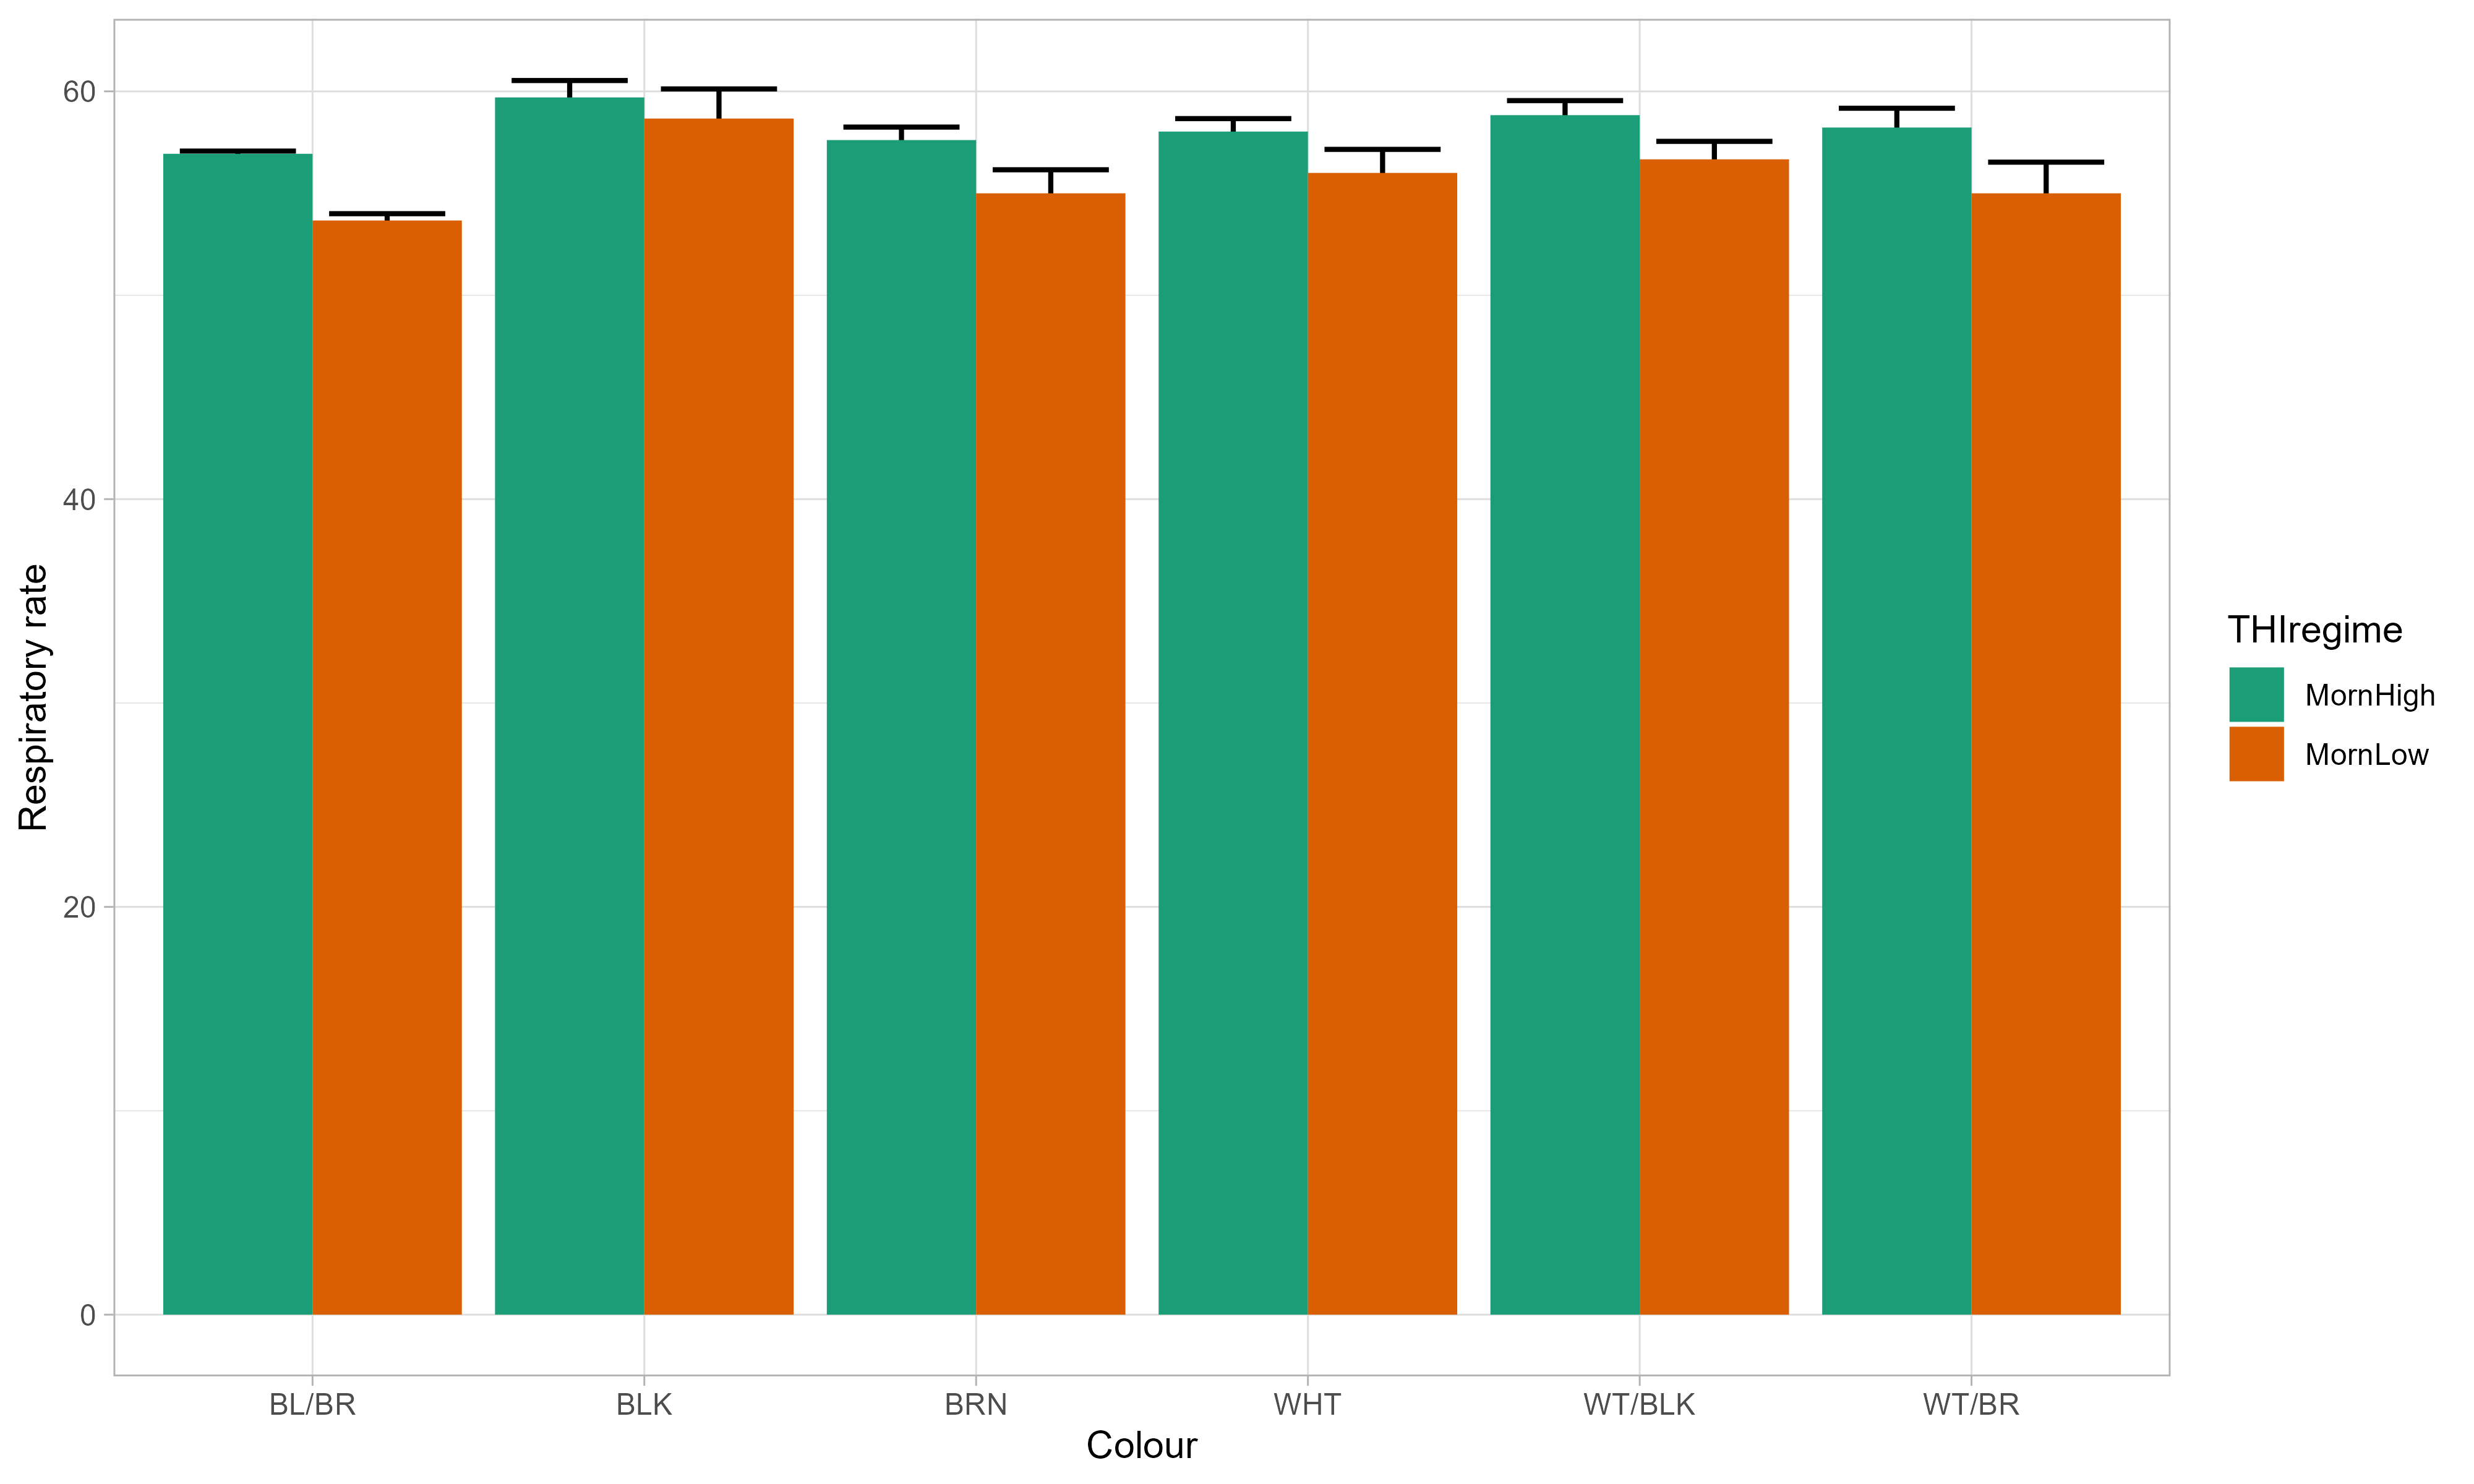 60
40
20
0
Respiratory rate
BL/BR
BLK
BRN
WHT
WT/BLK
WT/BR
Colour
THIregime
MornHigh
MornLow